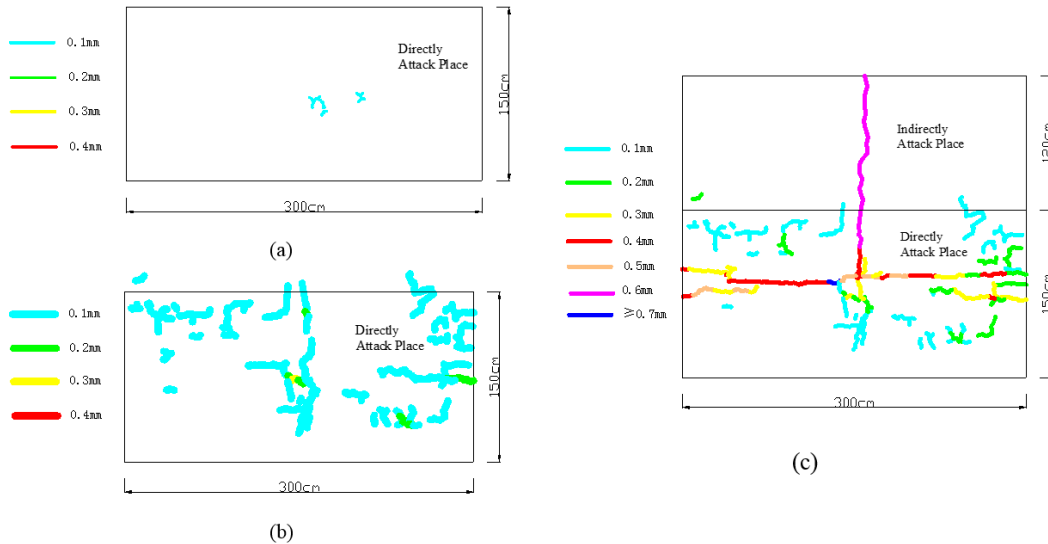 0.1mm
0.2mm
0.3mm
0.4mm
Directly
Attack Place
150cm
300cm
(a)
0.1mm
0.2mm
0.3mm
0.4mm
Directly
Attack Place
150cm
300cm
(b)
0.1mm
0.2mm
0.3mm
0.4mm
0.5mm
0.6mm
≥0.7mm
Indirectly
Attack Place
120cm
Directly
Attack Place
150cm
300cm
(c)